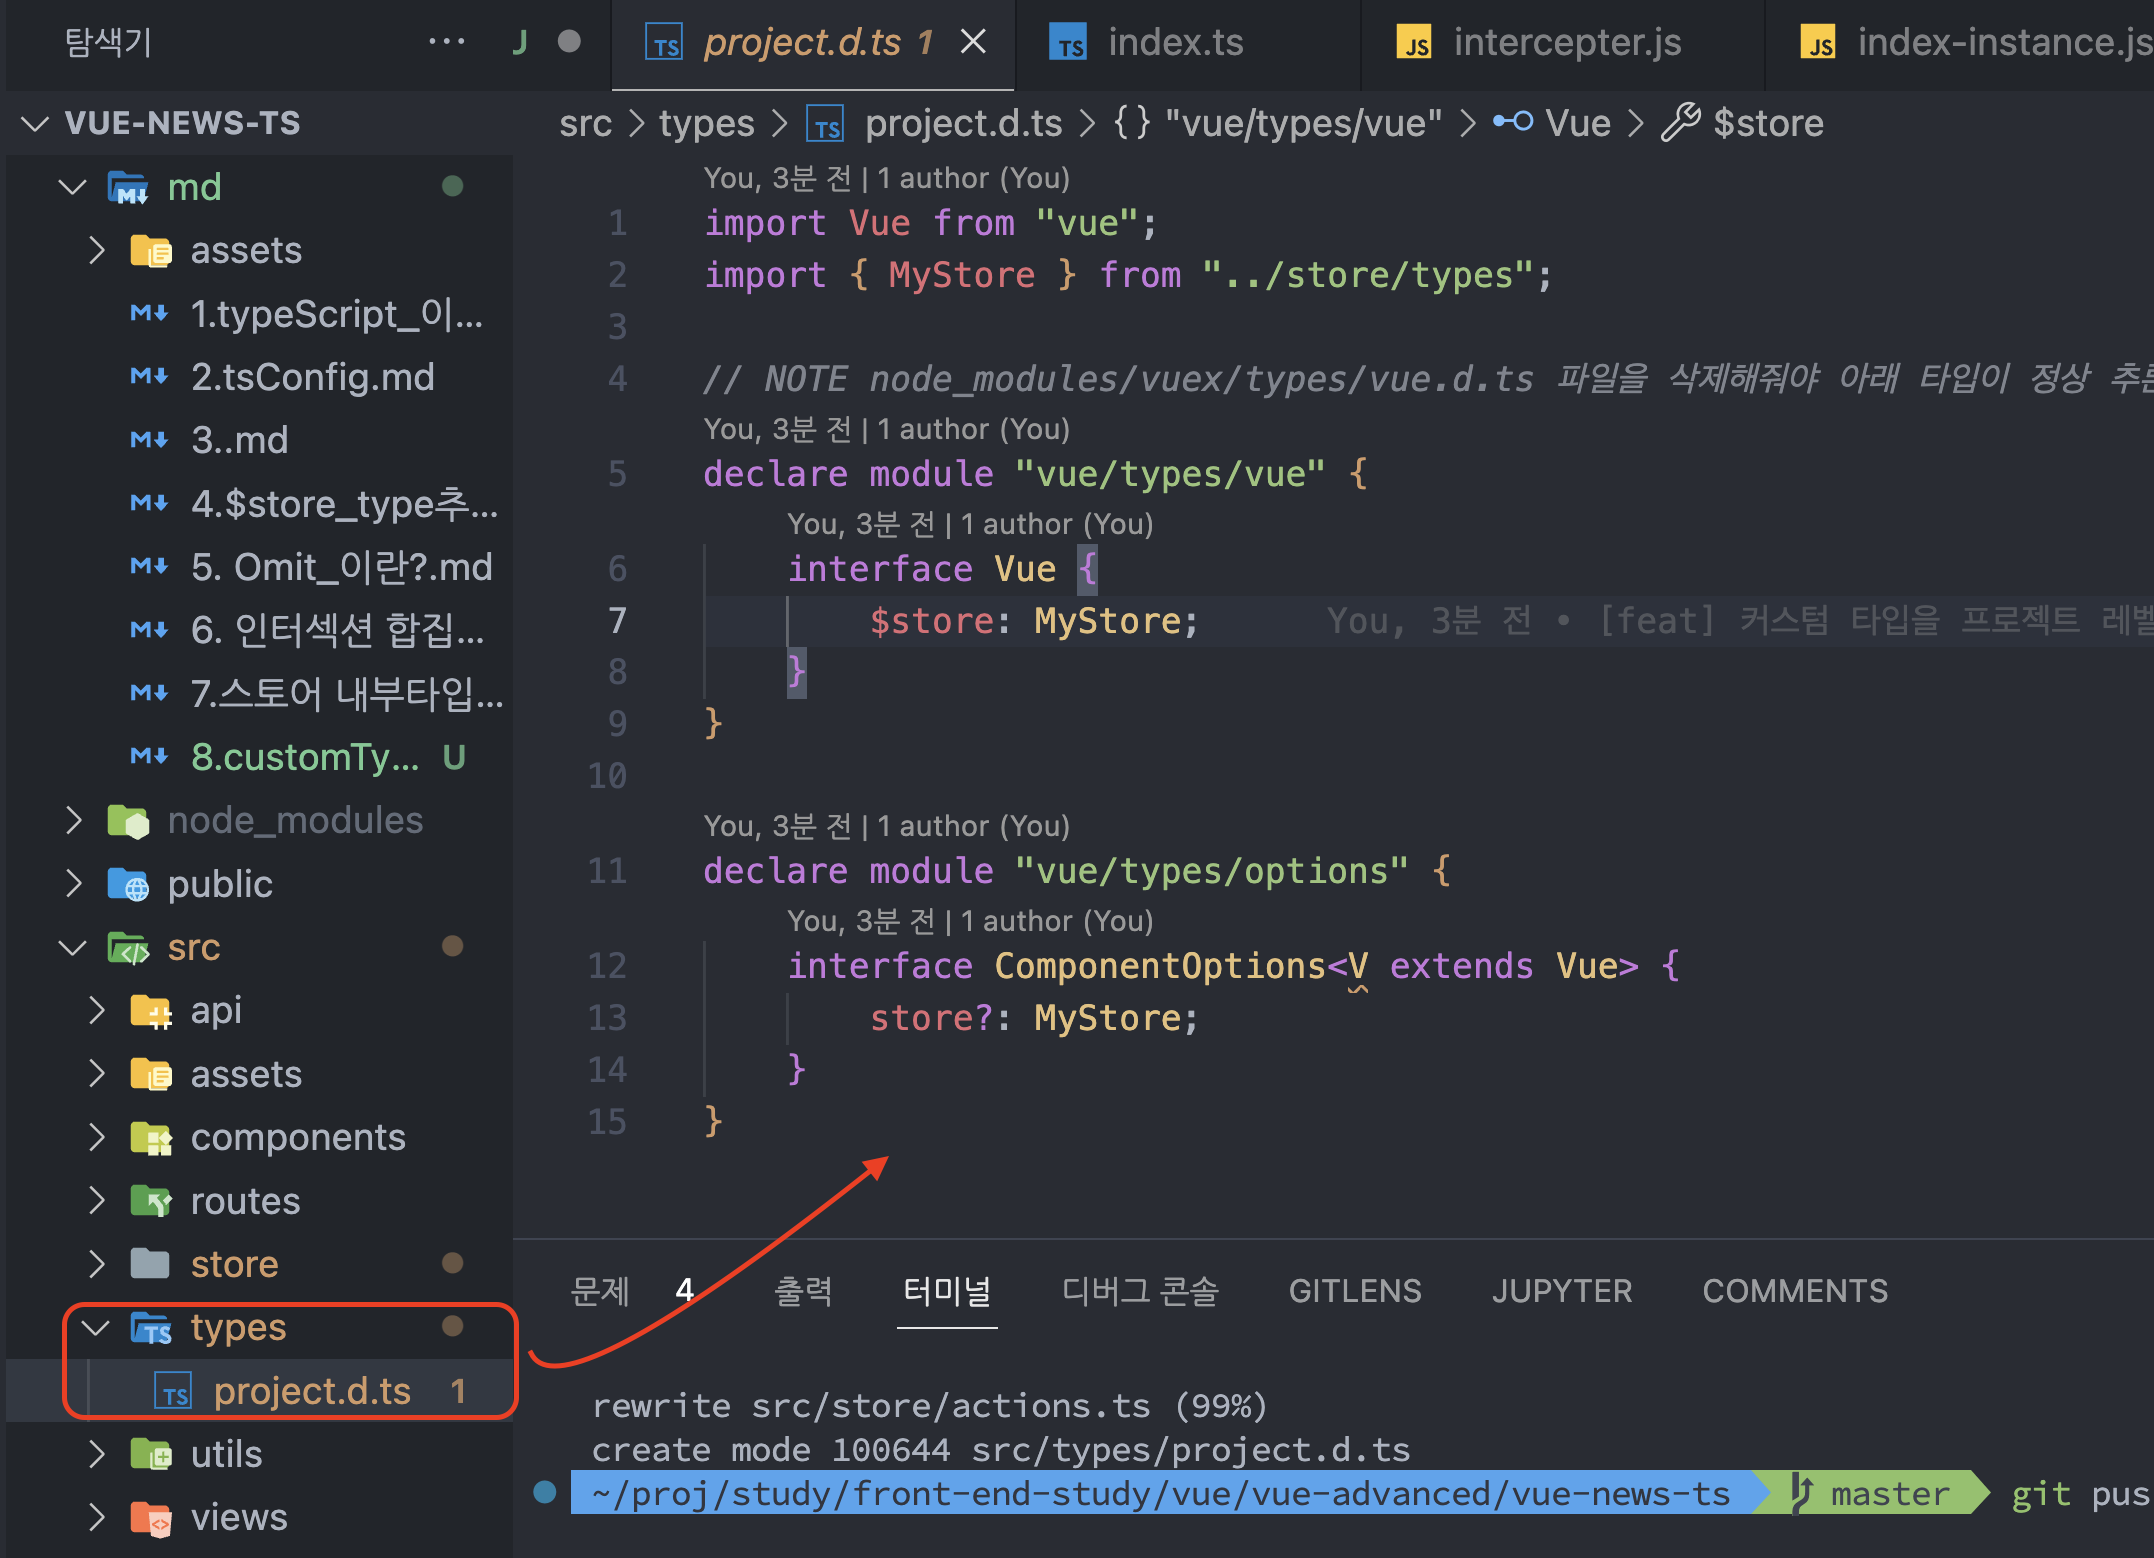 탐색기
J
project.d.ts 1
index.ts
intercepter.js
index-instance.js
VUE-NEWS-TS
md
assets
1.typeScript_이...
2.tsConfig.md
3..md
4.$store_type추...
5. Omit_이란?.md
6. 인터섹션 합집...
7.스토어 내부타입...
8.customTy... U
node_modules
public
src
api
assets
components
routes
store
types
project.d.ts 1
utils
views
src > types > project.d.ts > {} "vue/types/vue" > Vue > $store
You, 3분 전 | 1 author (You)
1 import Vue from "vue";
2 import { MyStore } from "../store/types";
3
4 // NOTE node_modules/vuex/types/vue.d.ts 파일을 삭제해줘야 아래 타입이 정상
You, 3분 전 | 1 author (You)
5 declare module "vue/types/vue" {
You, 3분 전 | 1 author (You)
6 interface Vue {
7 $store: MyStore; You, 3분 전 • [feat] 커스텀 타입을 프로젝트 레벨
8 }
9 }
10
You, 3분 전 | 1 author (You)
11 declare module "vue/types/options" {
You, 3분 전 | 1 author (You)
12 interface ComponentOptions<V extends Vue> {
13 store?: MyStore;
14 }
15 }
문제 4 출력 터미널 디버그 콘솔 GITLENS JUPYTER COMMENTS
rewrite src/store/actions.ts (99%)
create mode 100644 src/types/project.d.ts
~/proj/study/front-end-study/vue/vue-advanced/vue-news-ts master git pus